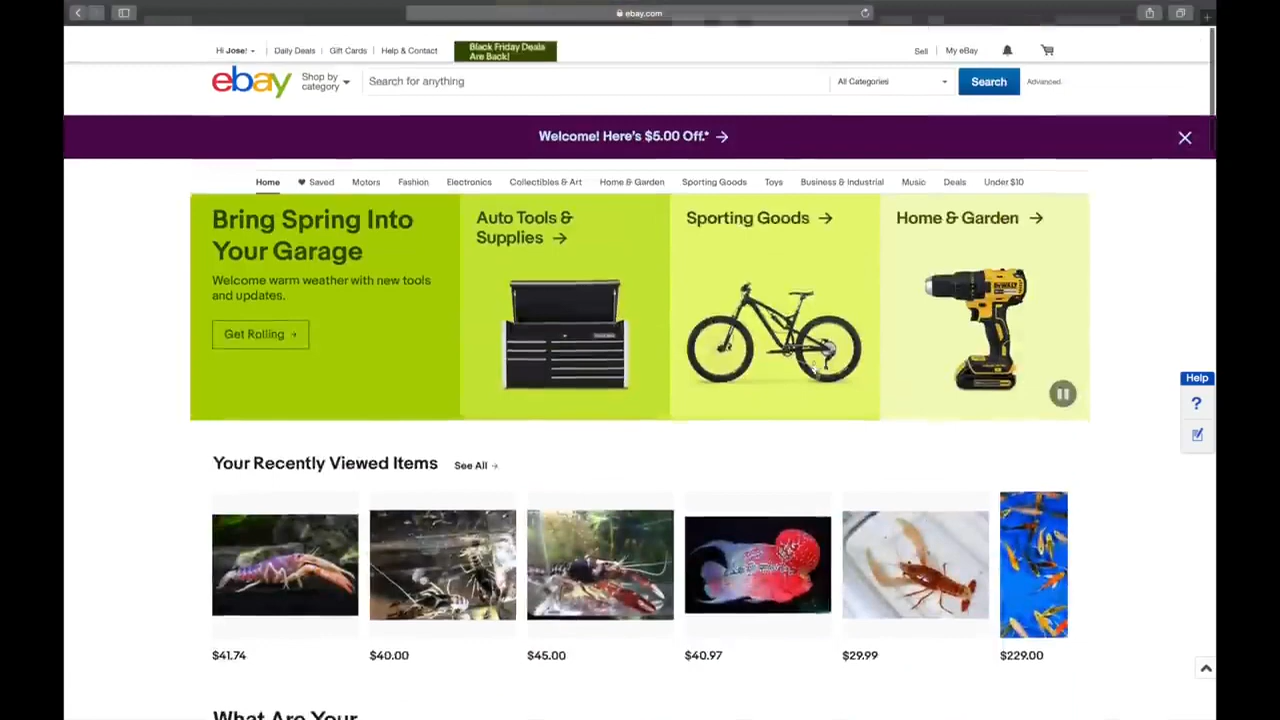 ebay.com
Hi Jose!
Daily Deals
Gift Cards
Help & Contact
Black Friday Deals
Are Back!
Sell
My eBay
ebay
Shop by
category
Search for anything
All Categories
Search
Advanced
Welcome! Here's $5.00 Off.*
Home
Saved
Motors
Fashion
Electronics
Collectibles & Art
Home & Garden
Sporting Goods
Toys
Business & Industrial
Music
Deals
Under $10
Bring Spring Into
Your Garage
Welcome warm weather with new tools
and updates.
Get Rolling
Auto Tools &
Supplies
Sporting Goods
Home & Garden
DEWALT
Help
?
Your Recently Viewed Items
See All
$41.74
$40.00
$45.00
$40.97
$29.99
$229.00
What Are Your